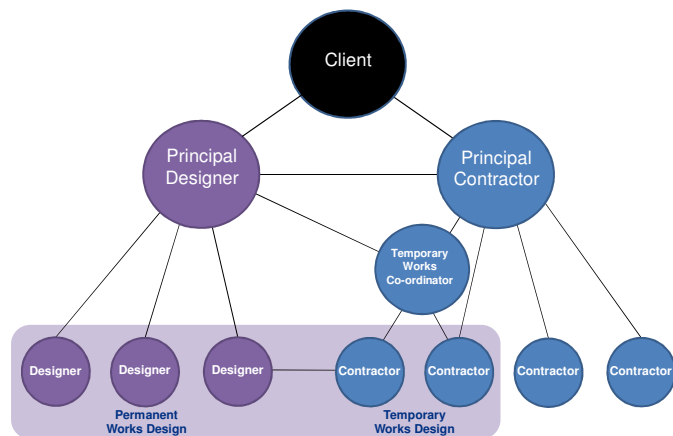 Client
Principal
Designer
Principal
Contractor
Temporary
Works
Co-ordinator
Designer
Designer
Designer
Contractor
Contractor
Contractor
Contractor
Permanent
Works Design
Temporary
Works Design